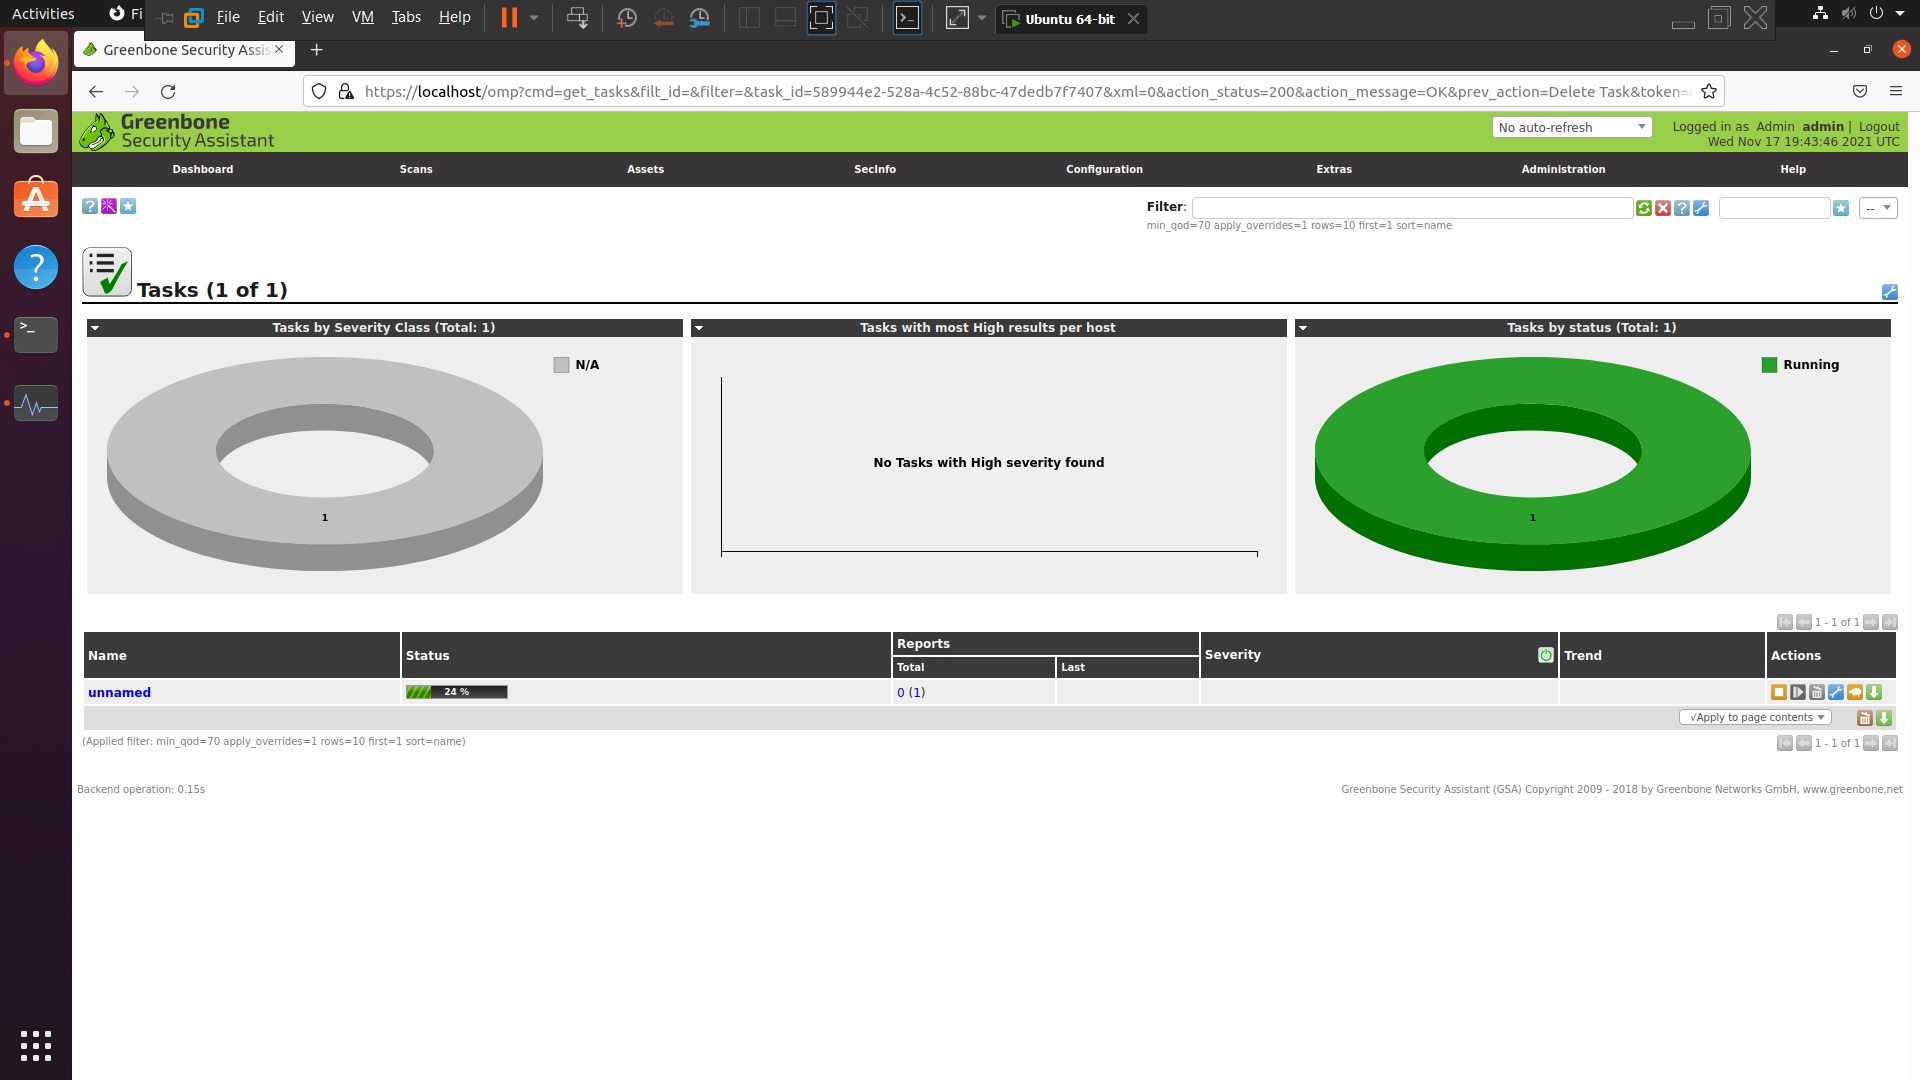 Activities
Fi
File Edit View VM Tabs Help
Ubuntu 64-bit
Greenbone Security Assis
https://localhost/omp?cmd=get_tasks&filt_id=&filter=&task_id=589944e2-528a-4c52-88bc-47dedb7f7407&xml=0&action_status=200&action_message=OK&prev_action=Delete Task&token=
Greenbone
Security Assistant
No auto-refresh
Logged in as Admin admin | Logout
Wed Nov 17 19:43:46 2021 UTC
Dashboard Scans Assets SecInfo Configuration Extras Administration Help
Filter:
--
min_qod=70 apply_overrides=1 rows=10 first=1 sort=name
Tasks (1 of 1)
Tasks by Severity Class (Total: 1)
N/A
1
Tasks with most High results per host
No Tasks with High severity found
Tasks by status (Total: 1)
Running
1
1 - 1 of 1
Name Status Reports Severity Trend Actions
Total Last
unnamed 24 % 0 (1)
√Apply to page contents
(Applied filter: min_qod=70 apply_overrides=1 rows=10 first=1 sort=name)
1 - 1 of 1
Backend operation: 0.15s
Greenbone Security Assistant (GSA) Copyright 2009 - 2018 by Greenbone Networks GmbH, www.greenbone.net